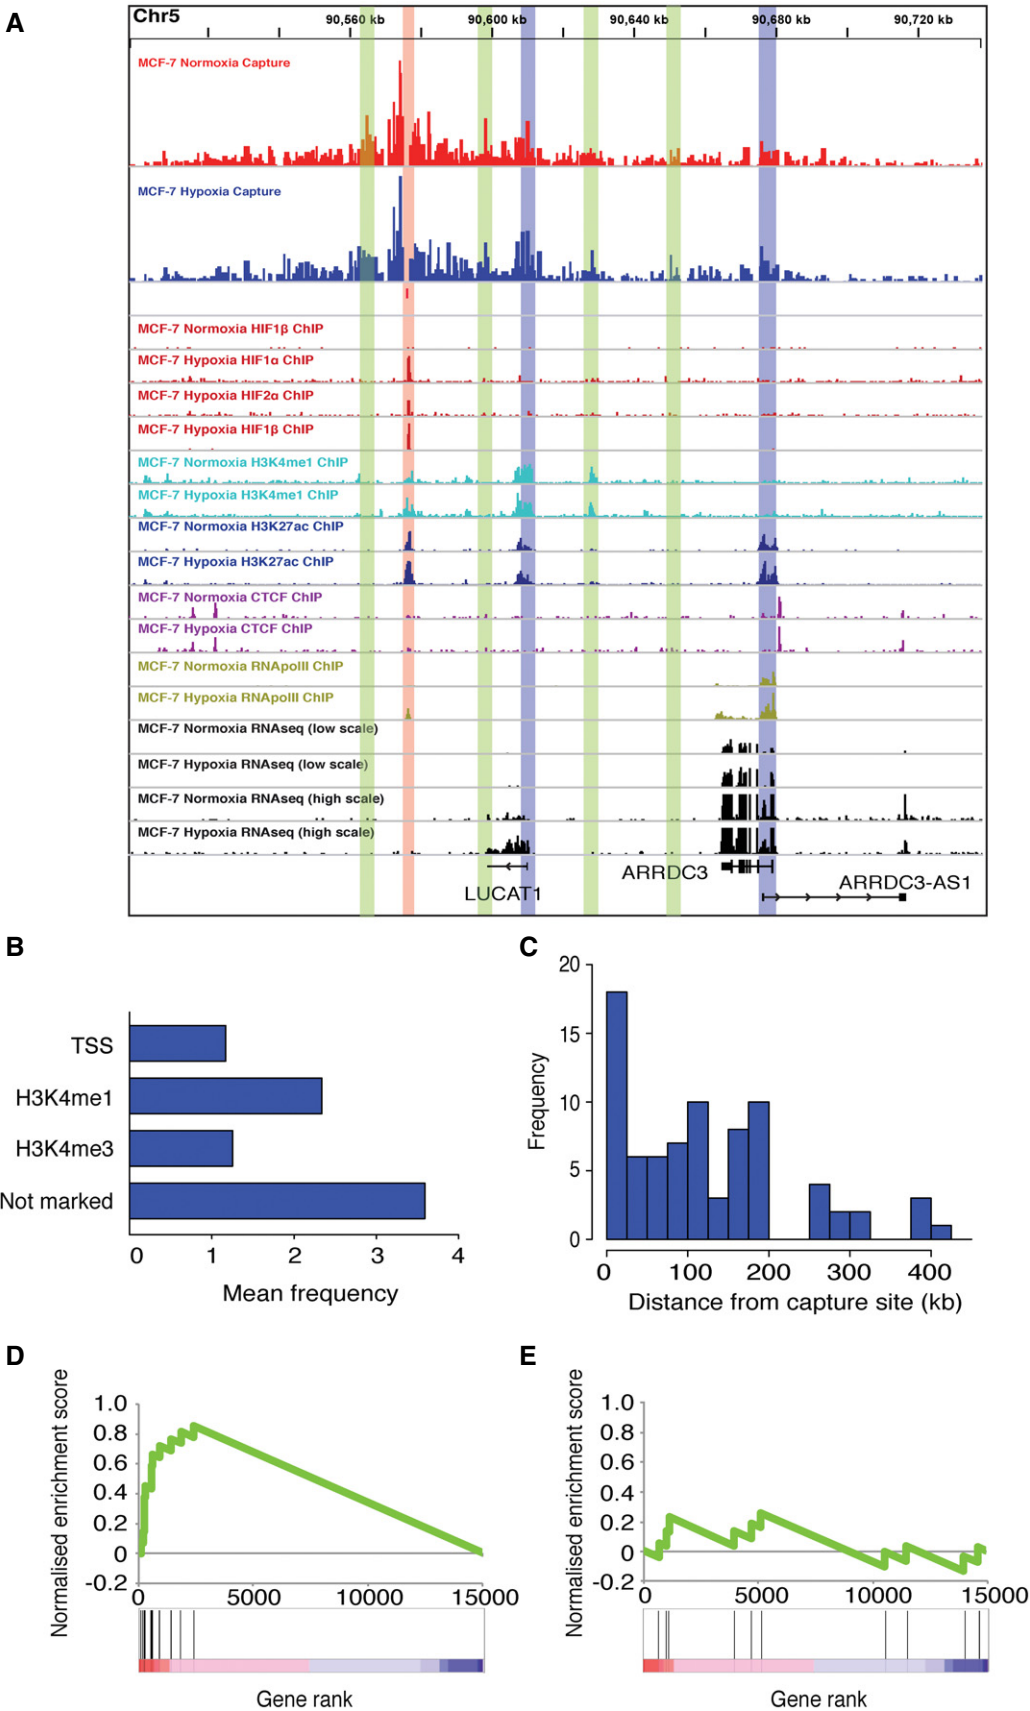 A
Chr5
90,560 kb 90,600 kb 90,640 kb 90,680 kb 90,720 kb
MCF-7 Normoxia Capture
MCF-7 Hypoxia Capture
MCF-7 Normoxia HIF1β ChIP
MCF-7 Hypoxia HIF1α ChIP
MCF-7 Hypoxia HIF2α ChIP
MCF-7 Hypoxia HIF1β ChIP
MCF-7 Normoxia H3K4me1 ChIP
MCF-7 Hypoxia H3K4me1 ChIP
MCF-7 Normoxia H3K27ac ChIP
MCF-7 Hypoxia H3K27ac ChIP
MCF-7 Normoxia CTCF ChIP
MCF-7 Hypoxia CTCF ChIP
MCF-7 Normoxia RNApolII ChIP
MCF-7 Hypoxia RNApolII ChIP
MCF-7 Normoxia RNAseq (low scale)
MCF-7 Hypoxia RNAseq (low scale)
MCF-7 Normoxia RNAseq (high scale)
MCF-7 Hypoxia RNAseq (high scale)
LUCAT1
ARRDC3
ARRDC3-AS1
B
TSS
H3K4me1
H3K4me3
Not marked
0 1 2 3 4
Mean frequency
C
20
15
10
5
0
Frequency
0 100 200 300 400
Distance from capture site (kb)
D
Normalised enrichment score
1.0
0.8
0.6
0.4
0.2
0
-0.2
0 5000 10000 15000
Gene rank
E
Normalised enrichment score
1.0
0.8
0.6
0.4
0.2
0
-0.2
0 5000 10000 15000
Gene rank